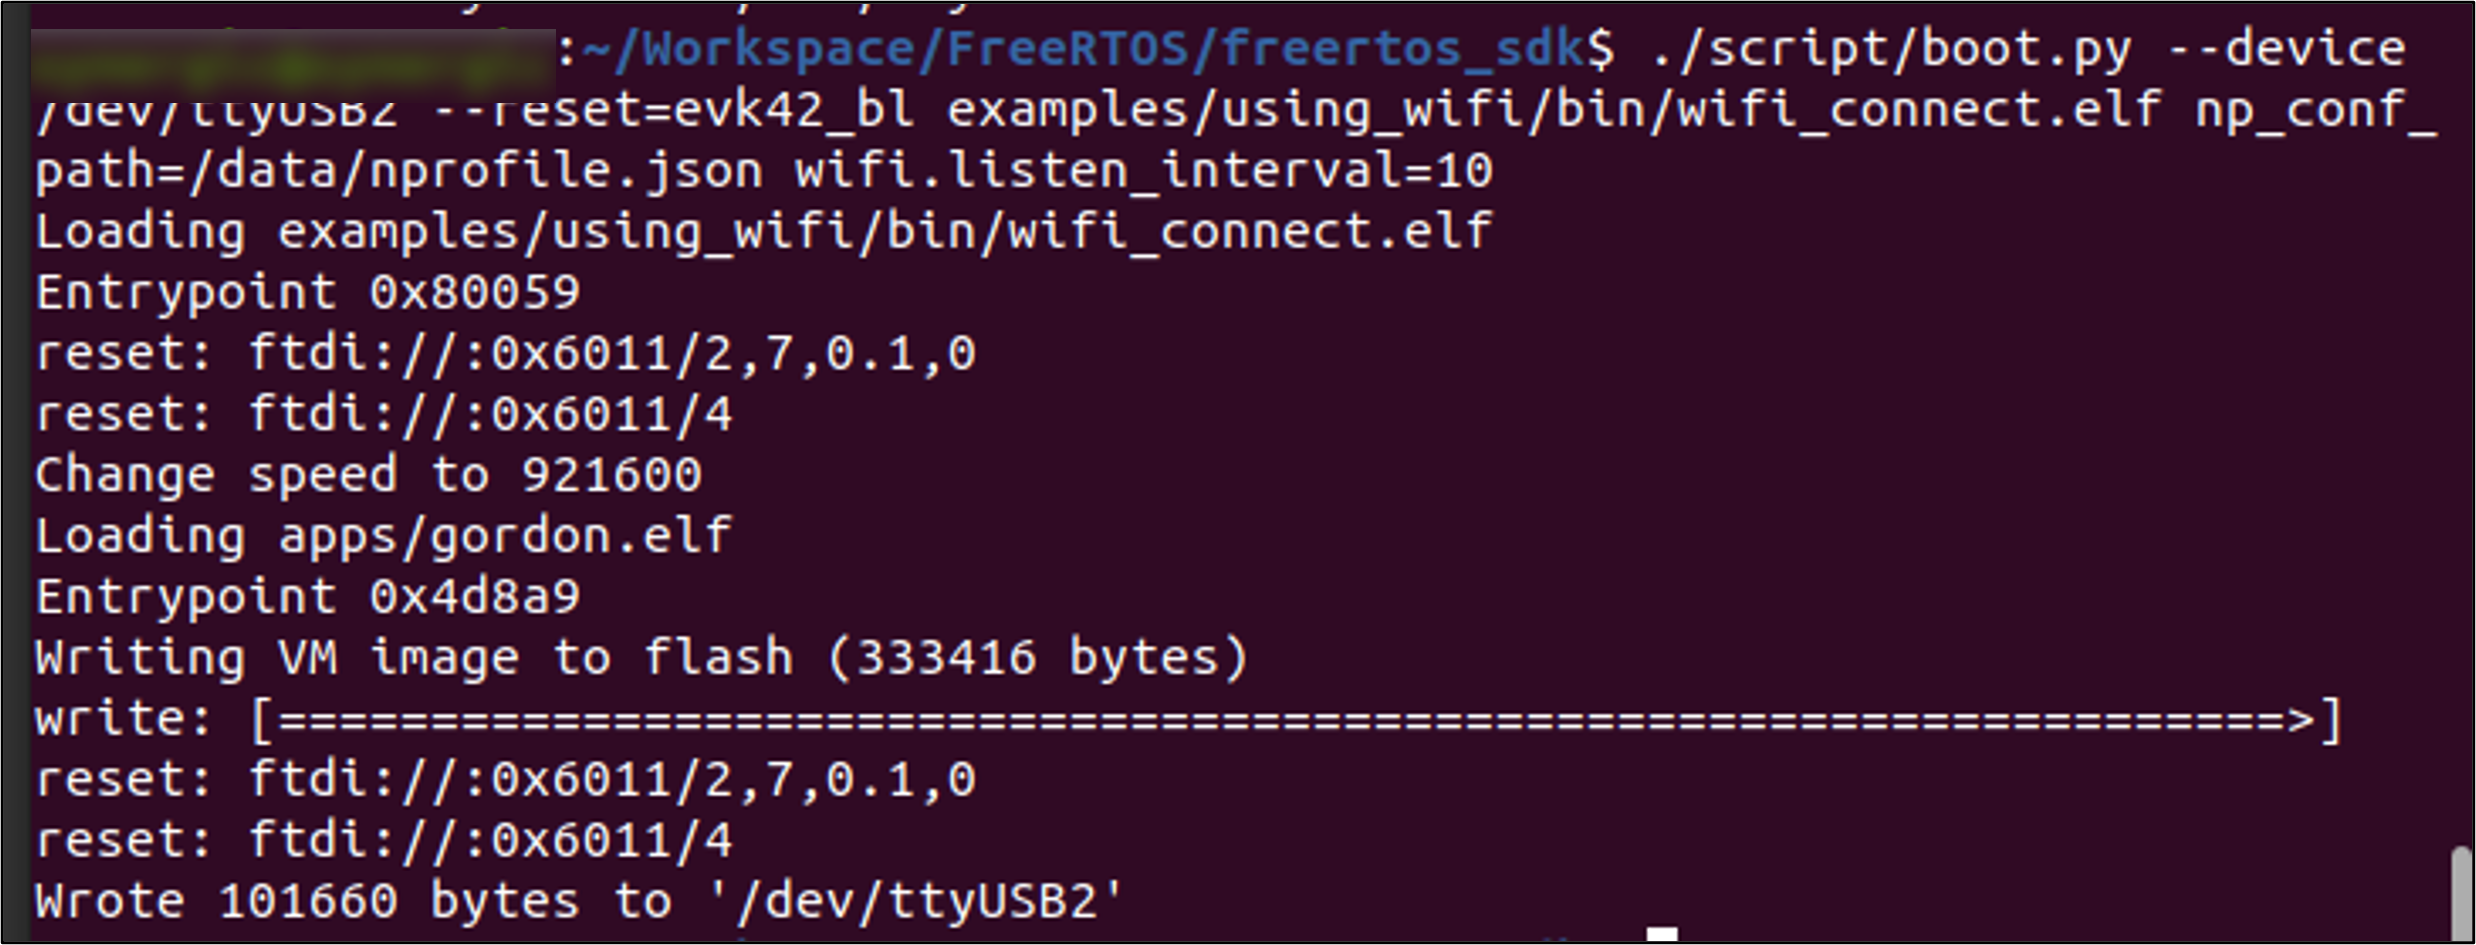 :~/Workspace/FreeRTOS/freertos_sdk$ ./script/boot.py --device
/dev/ttyUSB2 --reset=evk42_bl examples/using_wifi/bin/wifi_connect.elf np_conf_
path=/data/nprofile.json wifi.listen_interval=10
Loading examples/using_wifi/bin/wifi_connect.elf
Entrypoint 0x80059
reset: ftdi://:0x6011/2,7,0.1,0
reset: ftdi://:0x6011/4
Change speed to 921600
Loading apps/gordon.elf
Entrypoint 0x4d8a9
Writing VM image to flash (333416 bytes)
write: [==================================================================>]
reset: ftdi://:0x6011/2,7,0.1,0
reset: ftdi://:0x6011/4
Wrote 101660 bytes to '/dev/ttyUSB2'